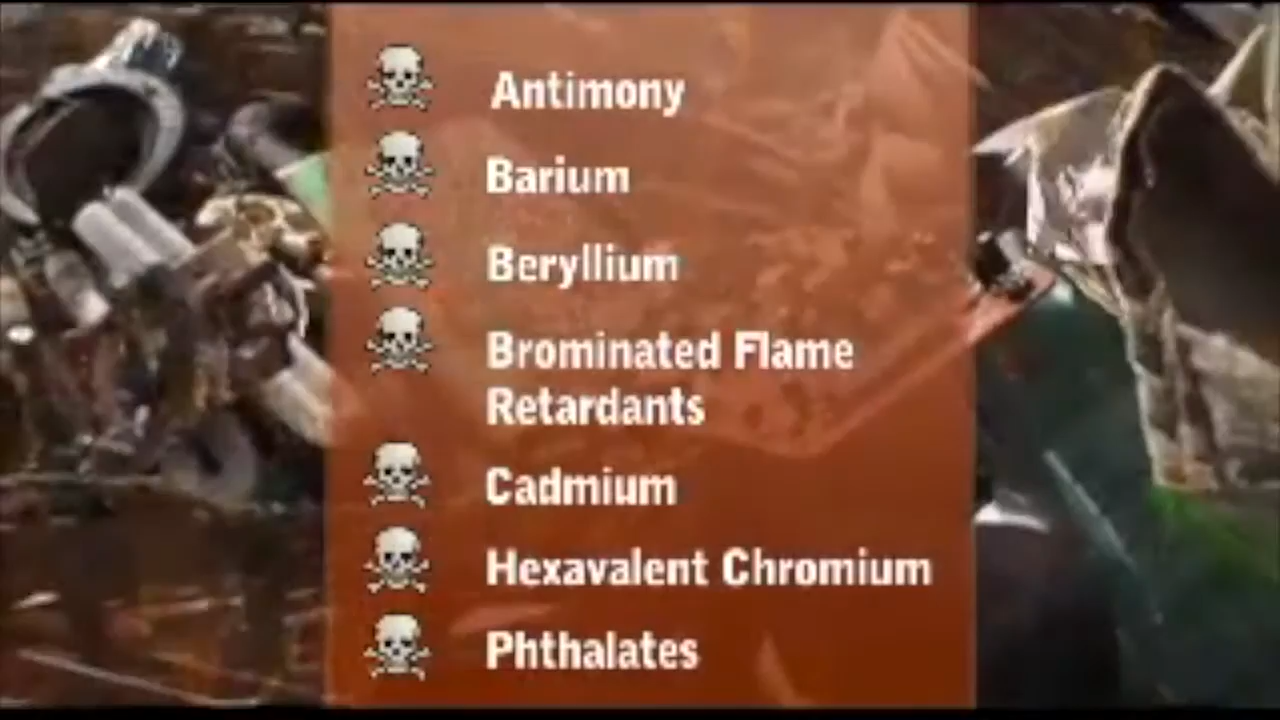 Antimony
Barium
Beryllium
Brominated Flame
Retardants
Cadmium
Hexavalent Chromium
Phthalates